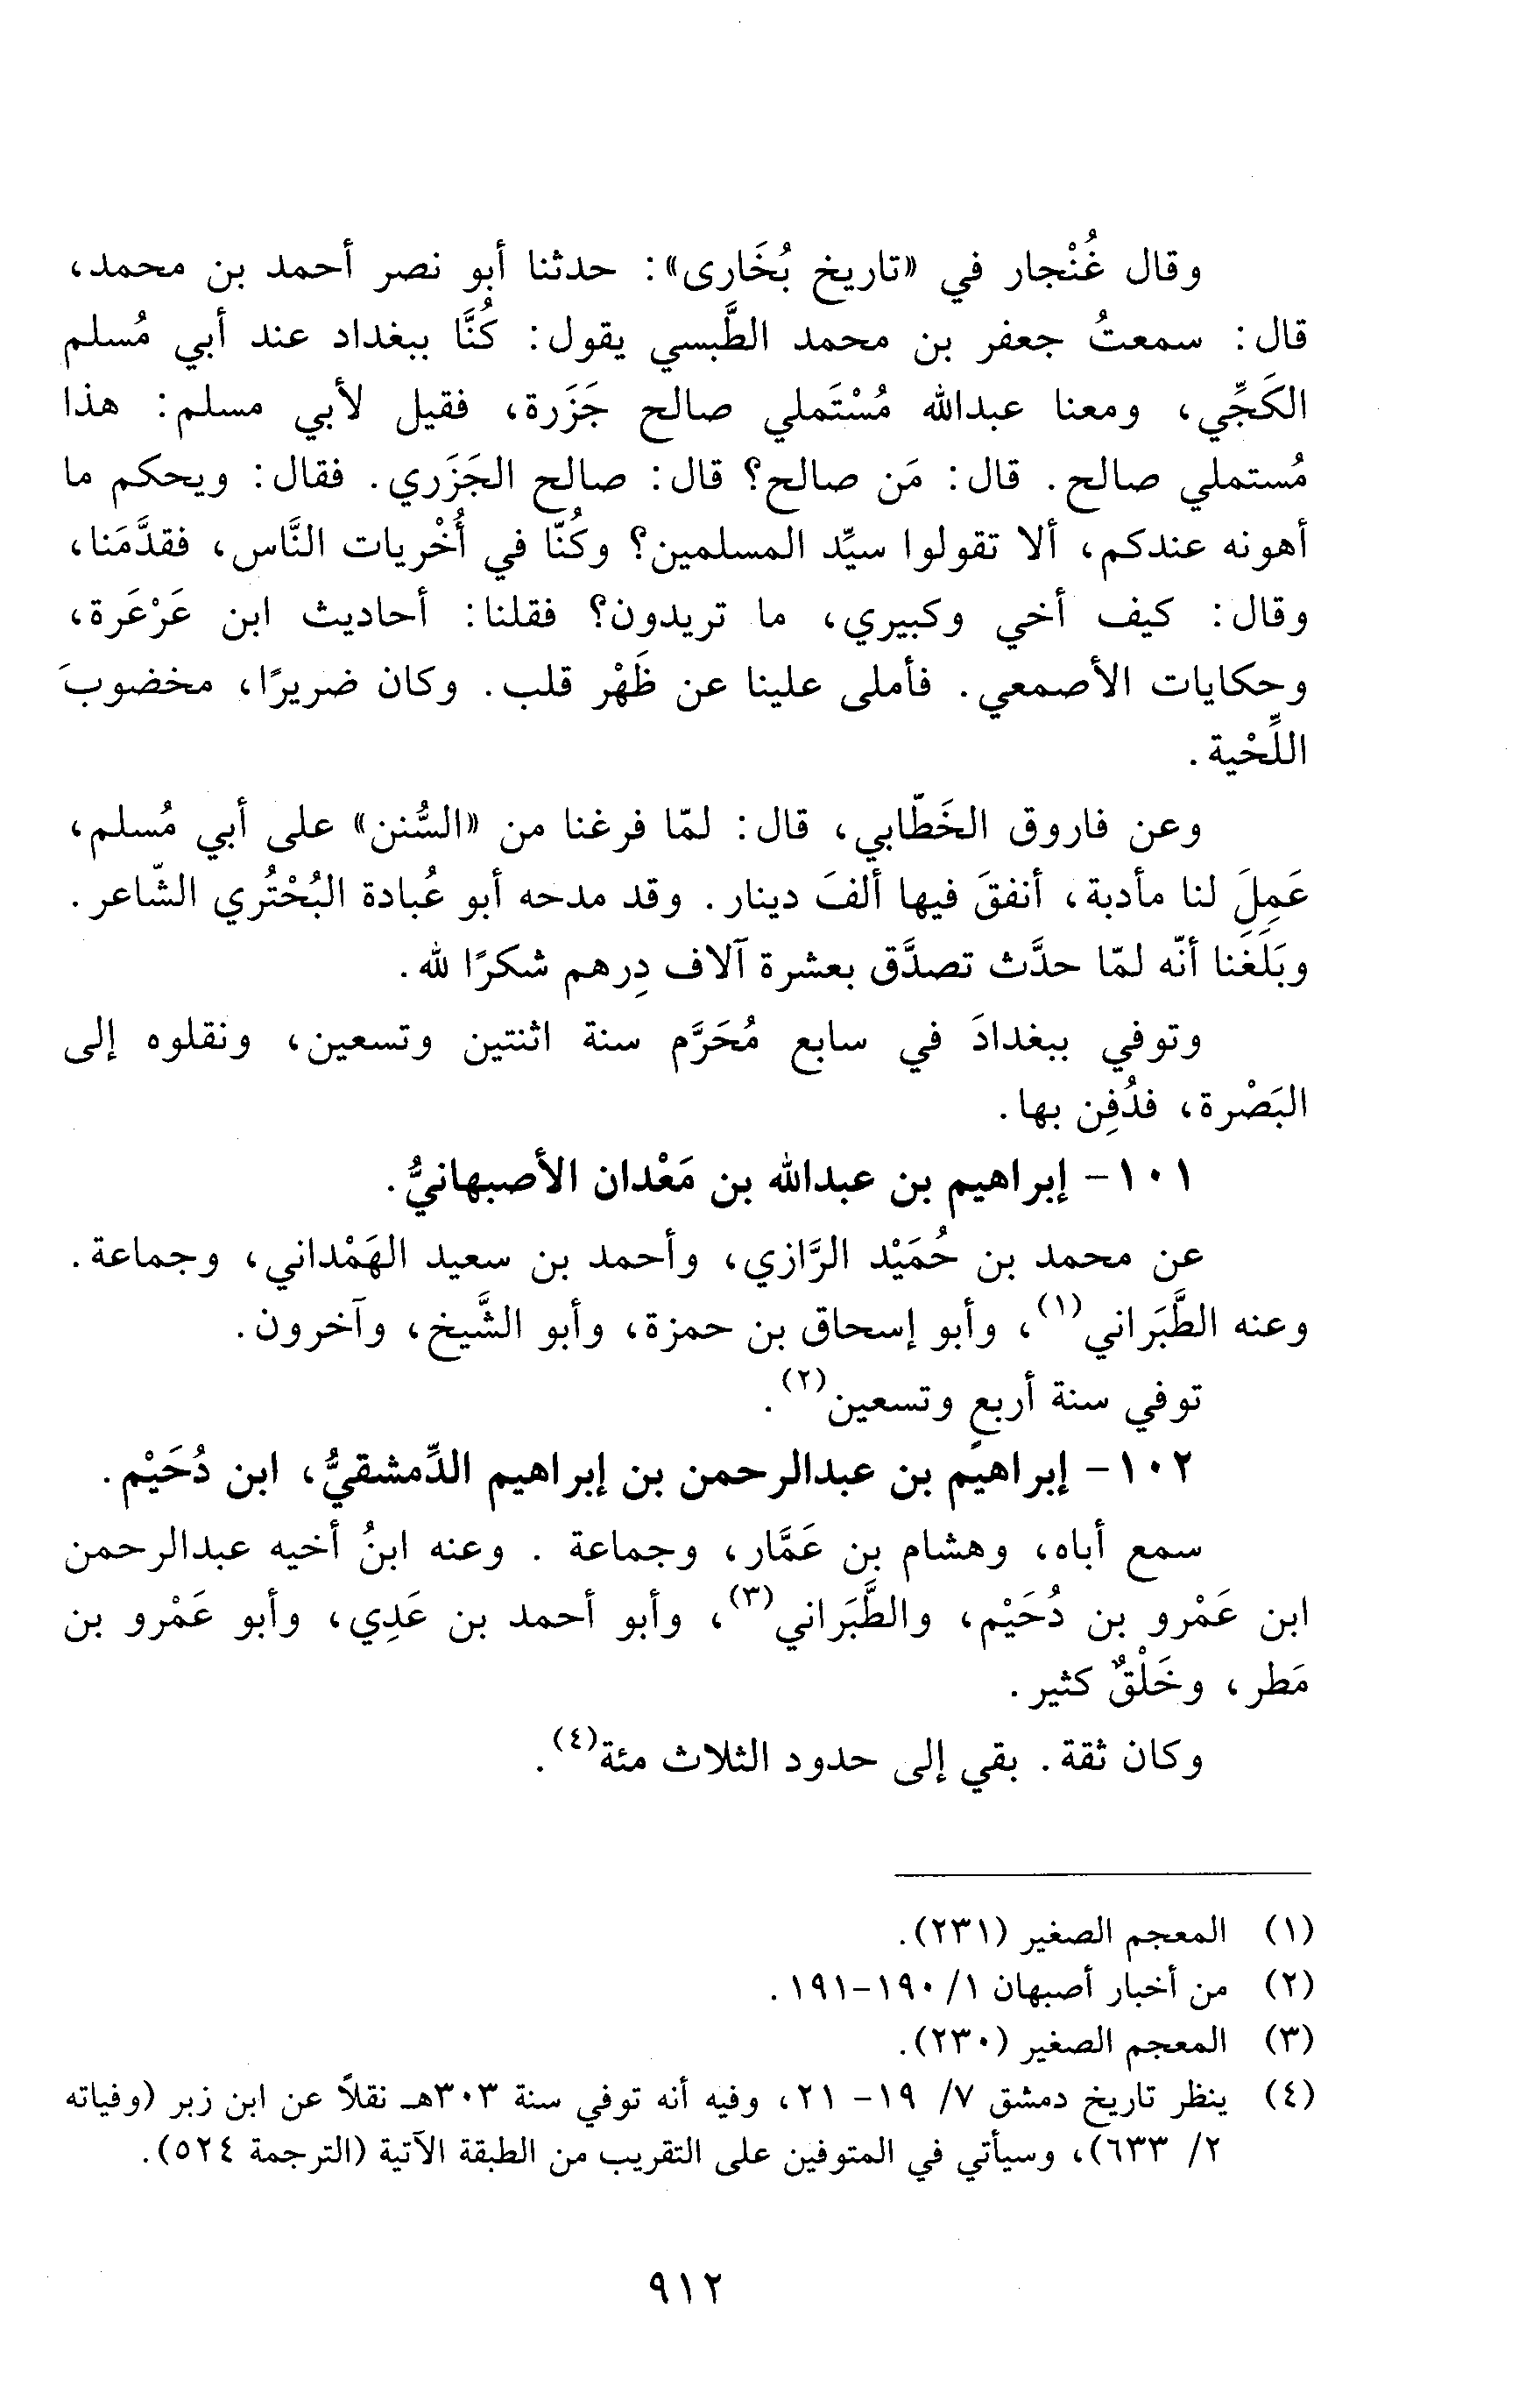 وقال غُنْجار في «تاريخ بُخَارى»: حدثنا أبو نصر أحمد بن محمد،
قال: سمعتُ جعفر بن محمد الطَّبسي يقول: كُنَّا ببغداد عند أبي مُسلم
الكَجِّي، ومعنا عبدالله مُسْتَملي صالح جَزَرة، فقيل لأبي مسلم: هذا
مُستملي صالح. قال: مَن صالح؟ قال: صالح الجَزَري. فقال: ويحكم ما
أهونه عندكم، ألا تقولوا سيِّد المسلمين؟ وكُنّا في أُخْريات النَّاس، فقدَّمَنا،
وقال: كيف أخي وكبيري، ما تريدون؟ فقلنا: أحاديث ابن عَرْعَرة،
وحكايات الأصمعي. فأملى علينا عن ظَهْر قلب. وكان ضريرًا، مخضوبَ
اللِّحْية.
وعن فاروق الخَطّابي، قال: لمّا فرغنا من «السُّنن» على أبي مُسلم،
عَمِلَ لنا مأدبة، أنفقَ فيها ألفَ دينار. وقد مدحه أبو عُبادة البُحْتُري الشّاعر.
وبَلَغَنا أنّه لمّا حدَّث تصدَّق بعشرة آلاف دِرهم شكرًا لله.
وتوفي ببغدادَ في سابع مُحَرَّم سنة اثنتين وتسعين، ونقلوه إلى
البَصْرة، فدُفِن بها.
١٠١- إبراهيم بن عبدالله بن مَعْدان الأصبهانيُّ.
عن محمد بن حُمَيْد الرَّازي، وأحمد بن سعيد الهَمْداني، وجماعة.
وعنه الطَّبَراني(١)، وأبو إسحاق بن حمزة، وأبو الشَّيخ، وآخرون.
توفي سنة أربعٍ وتسعين(٢).
١٠٢- إبراهيم بن عبدالرحمن بن إبراهيم الدِّمشقيُّ، ابن دُحَيْم.
سمع أباه، وهشام بن عَمَّار، وجماعة . وعنه ابنُ أخيه عبدالرحمن
ابن عَمْرو بن دُحَيْم، والطَّبَراني(٣)، وأبو أحمد بن عَدِي، وأبو عَمْرو بن
مَطر، وخَلْقٌ كثير.
وكان ثقة. بقي إلى حدود الثلاث مئة(٤).
(١) المعجم الصغير (٢٣١).
(٢) من أخبار أصبهان ١/ ١٩٠-١٩١.
(٣) المعجم الصغير (٢٣٠).
(٤) ينظر تاريخ دمشق ٧/ ١٩ - ٢١، وفيه أنه توفي سنة ٣٠٣هـ نقلاً عن ابن زبر (وفياته
٢/ ٦٣٣)، وسيأتي في المتوفين على التقريب من الطبقة الآتية (الترجمة ٥٢٤).
٩١٢